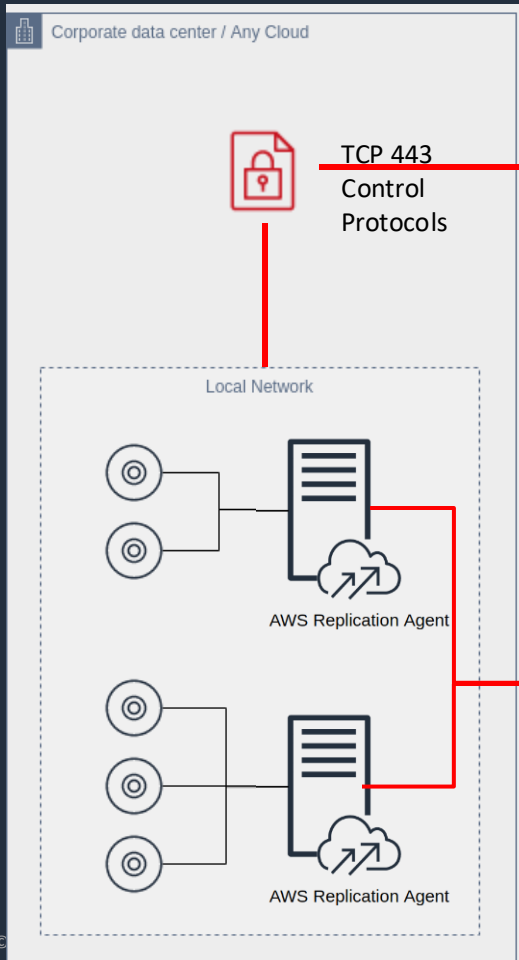 Corporate data center / Any Cloud
TCP 443
Control
Protocols
Local Network
AWS Replication Agent
AWS Replication Agent
©